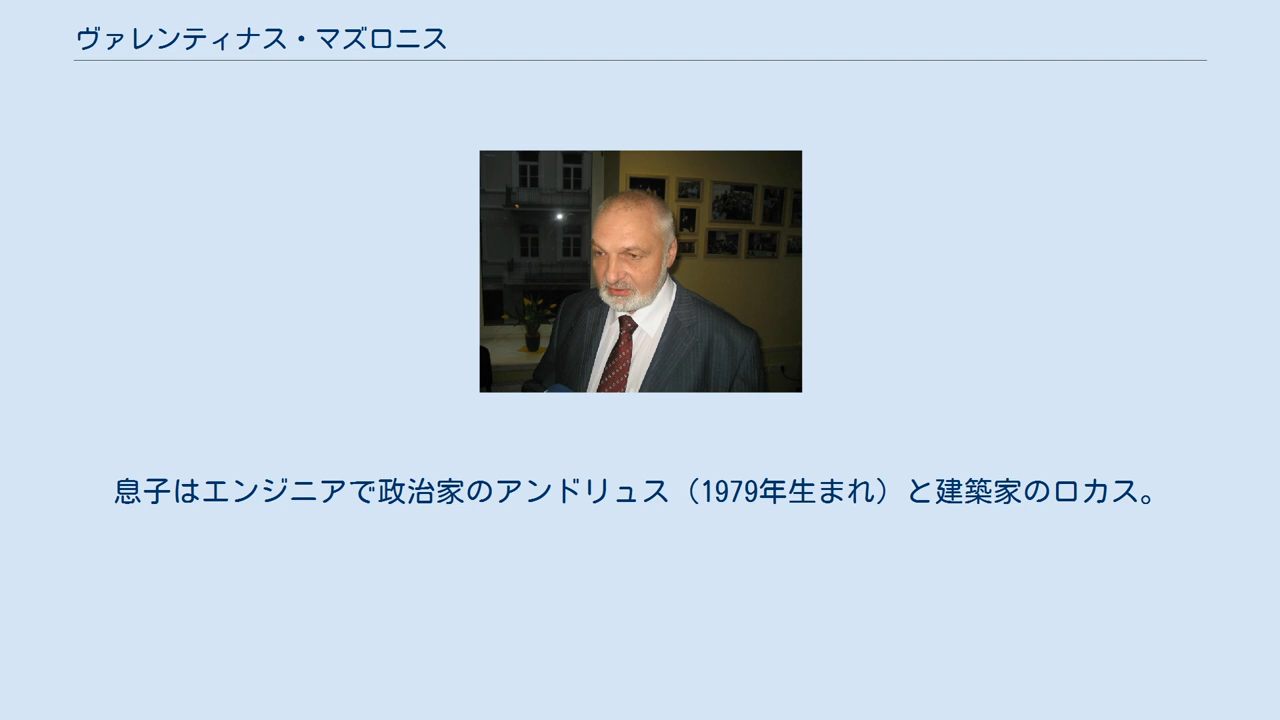 ヴァレンティナス・マズロニス
息子はエンジニアで政治家のアンドリュス（1979年生まれ）と建築家のロカス。